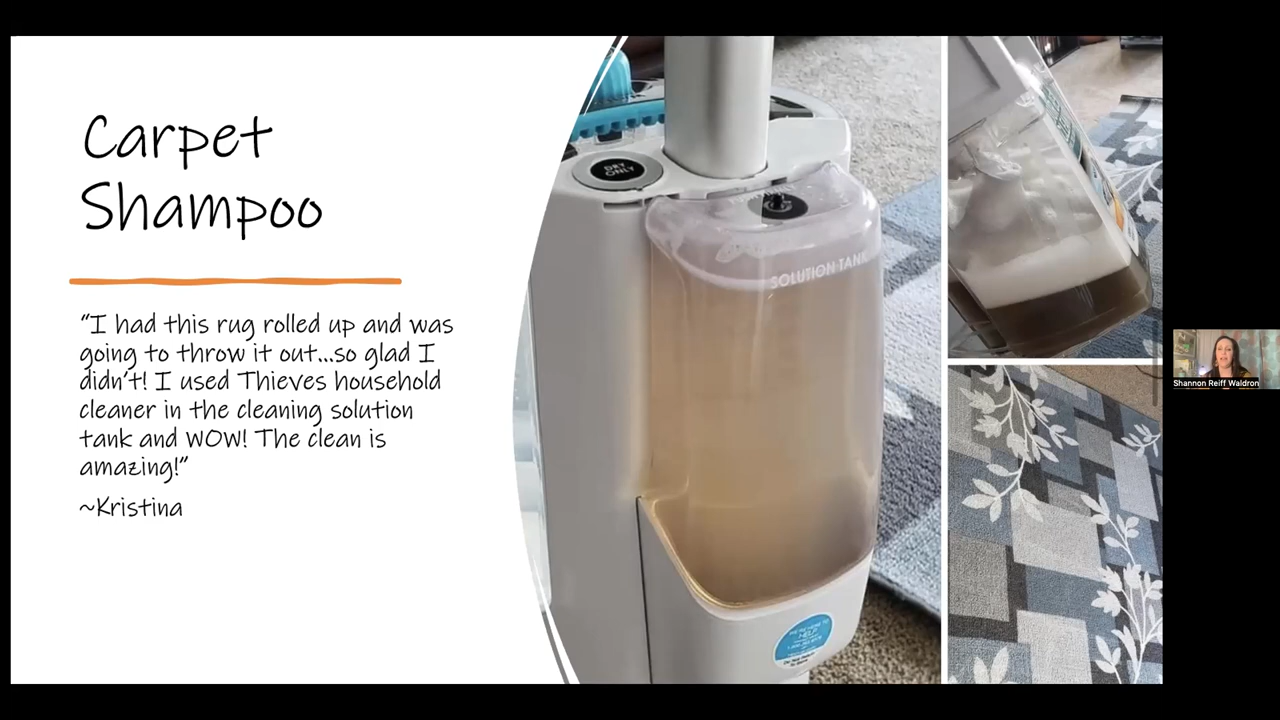 Carpet
Shampoo
“I had this rug rolled up and was
going to throw it out...so glad I
didn’t! I used Thieves household
cleaner in the cleaning solution
tank and WOW! The clean is
amazing!”
~Kristina
DRY
ONLY
SOLUTION TANK
HELP
Shannon Reiff Waldron